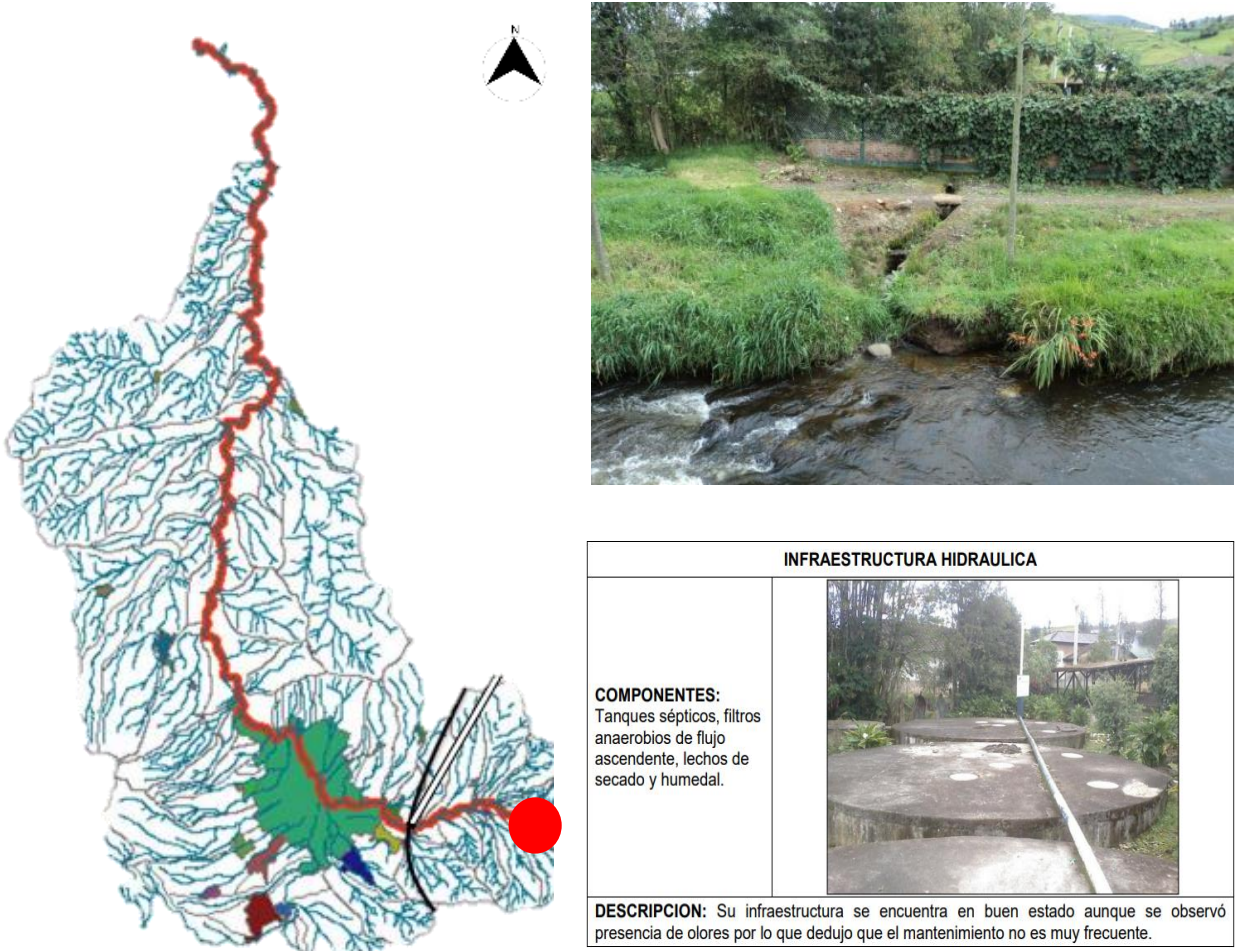 N
INFRAESTRUCTURA HIDRAULICA
COMPONENTES:
Tanques sépticos, filtros
anaerobios de flujo
ascendente, lechos de
secado y humedal.
DESCRIPCION: Su infraestructura se encuentra en buen estado aunque se observó
presencia de olores por lo que dedujo que el mantenimiento no es muy frecuente.